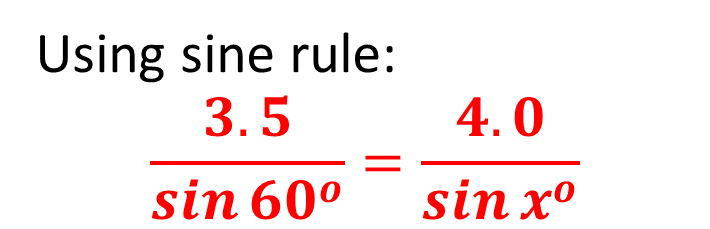 Using sine rule:
3.5 / sin 60° = 4.0 / sin x°